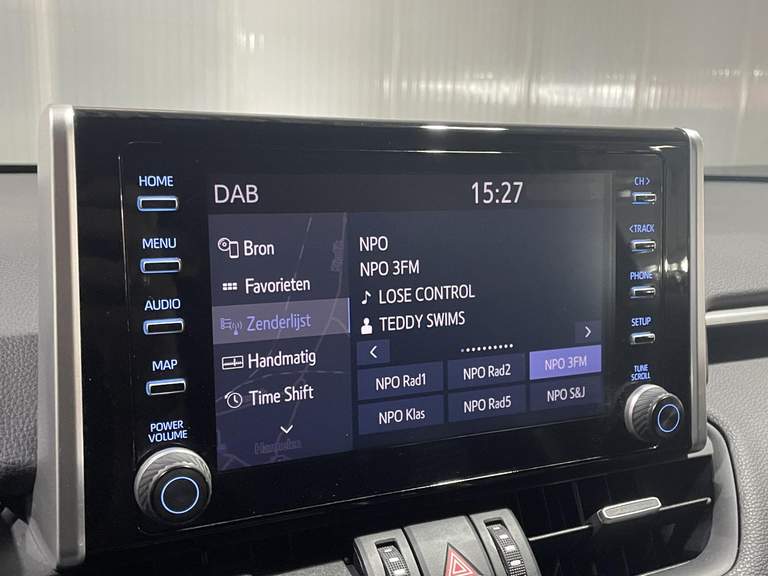 HOME
MENU
AUDIO
MAP
POWER
VOLUME
DAB
15:27
Bron
Favorieten
Zenderlijst
Handmatig
Time Shift
NPO
NPO 3FM
LOSE CONTROL
TEDDY SWIMS
NPO Rad1
NPO Rad2
NPO 3FM
NPO Klas
NPO Rad5
NPO S&J
CH >
< TRACK
PHONE
SETUP
TUNE
SCROLL